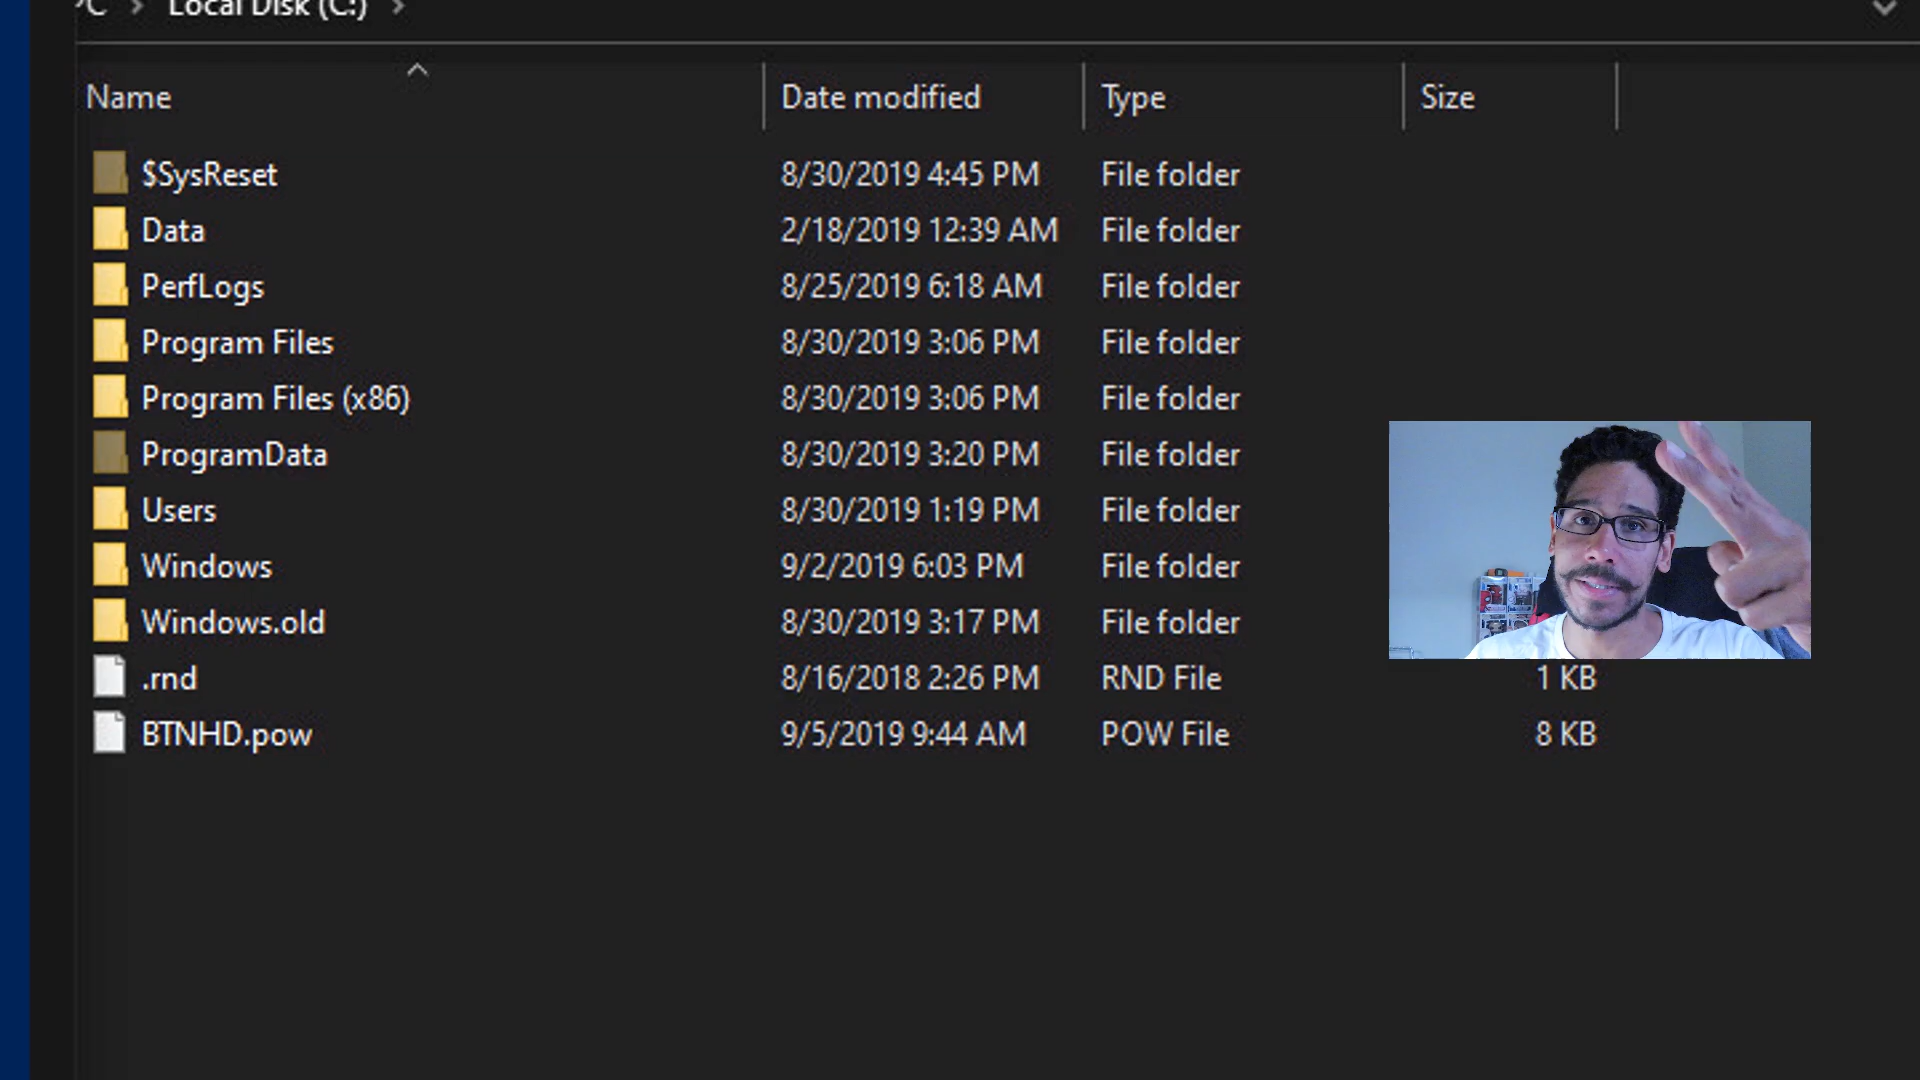 Local Disk (C:)
Name Date modified Type Size
$SysReset 8/30/2019 4:45 PM File folder
Data 2/18/2019 12:39 AM File folder
PerfLogs 8/25/2019 6:18 AM File folder
Program Files 8/30/2019 3:06 PM File folder
Program Files (x86) 8/30/2019 3:06 PM File folder
ProgramData 8/30/2019 3:20 PM File folder
Users 8/30/2019 1:19 PM File folder
Windows 9/2/2019 6:03 PM File folder
Windows.old 8/30/2019 3:17 PM File folder
.rnd 8/16/2018 2:26 PM RND File 1 KB
BTNHD.pow 9/5/2019 9:44 AM POW File 8 KB